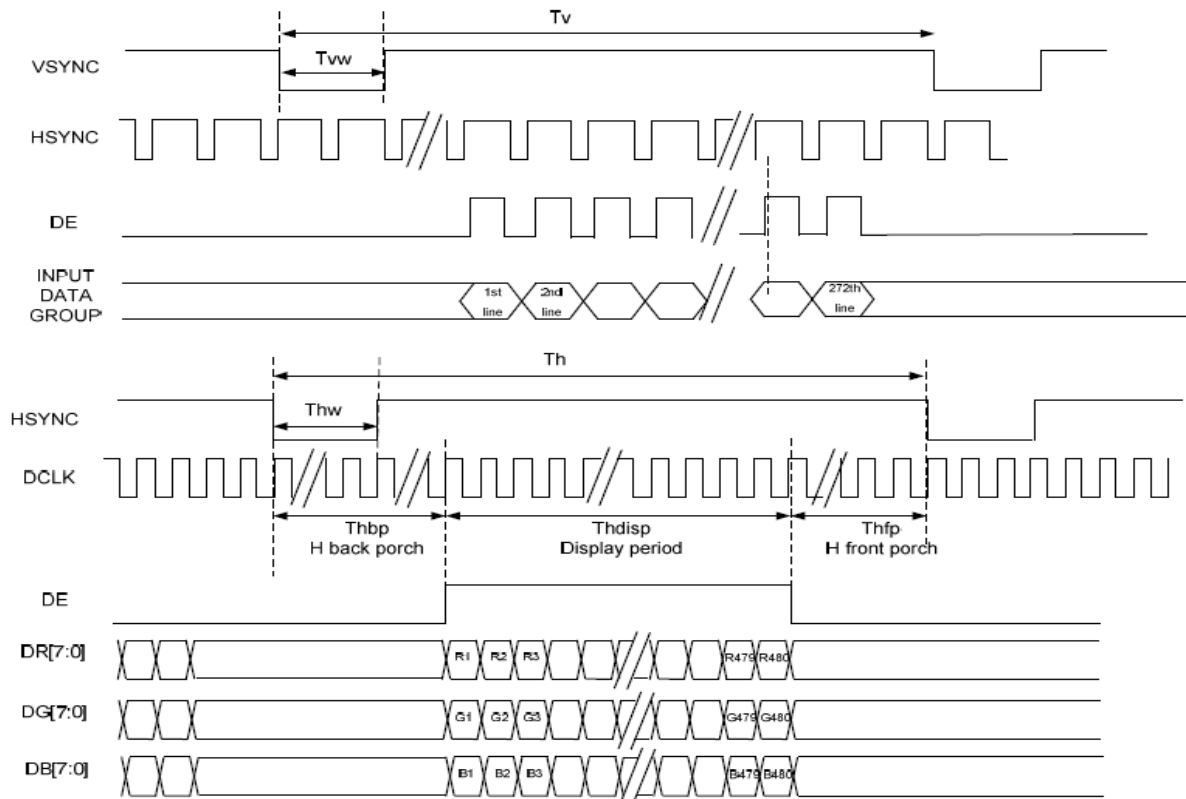 Tv
Tvw
VSYNC
HSYNC
DE
INPUT
DATA
GROUP
1st
line
2nd
line
272th
line
Th
Thw
HSYNC
DCLK
Thbp
H back porch
Thdisp
Display period
Thfp
H front porch
DE
DR[7:0]
R1 R2 R3 R479 R480
DG[7:0]
G1 G2 G3 G479 G480
DB[7:0]
B1 B2 B3 B479 B480